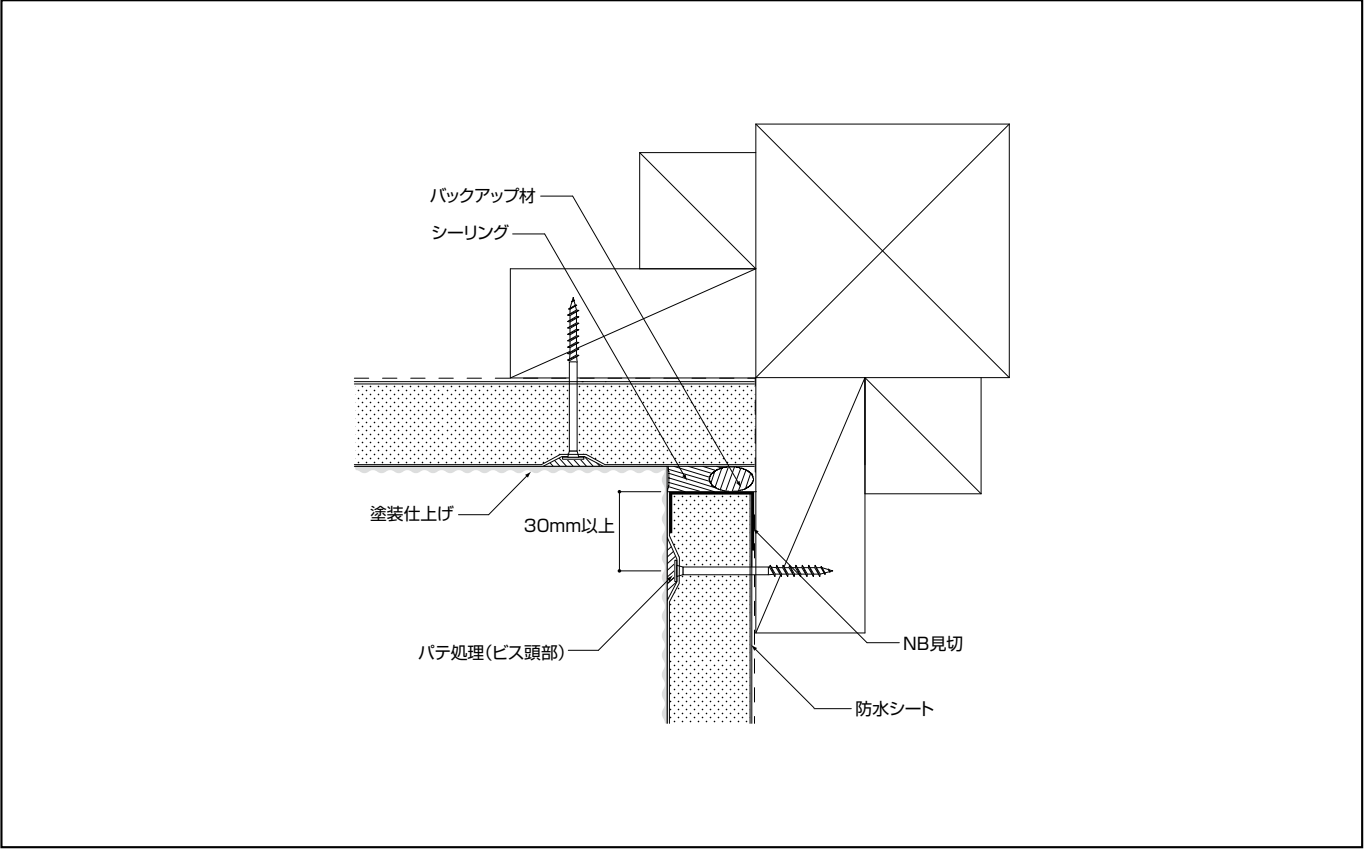 バックアップ材
シーリング
塗装仕上げ
30mm以上
パテ処理(ビス頭部)
NB見切
防水シート